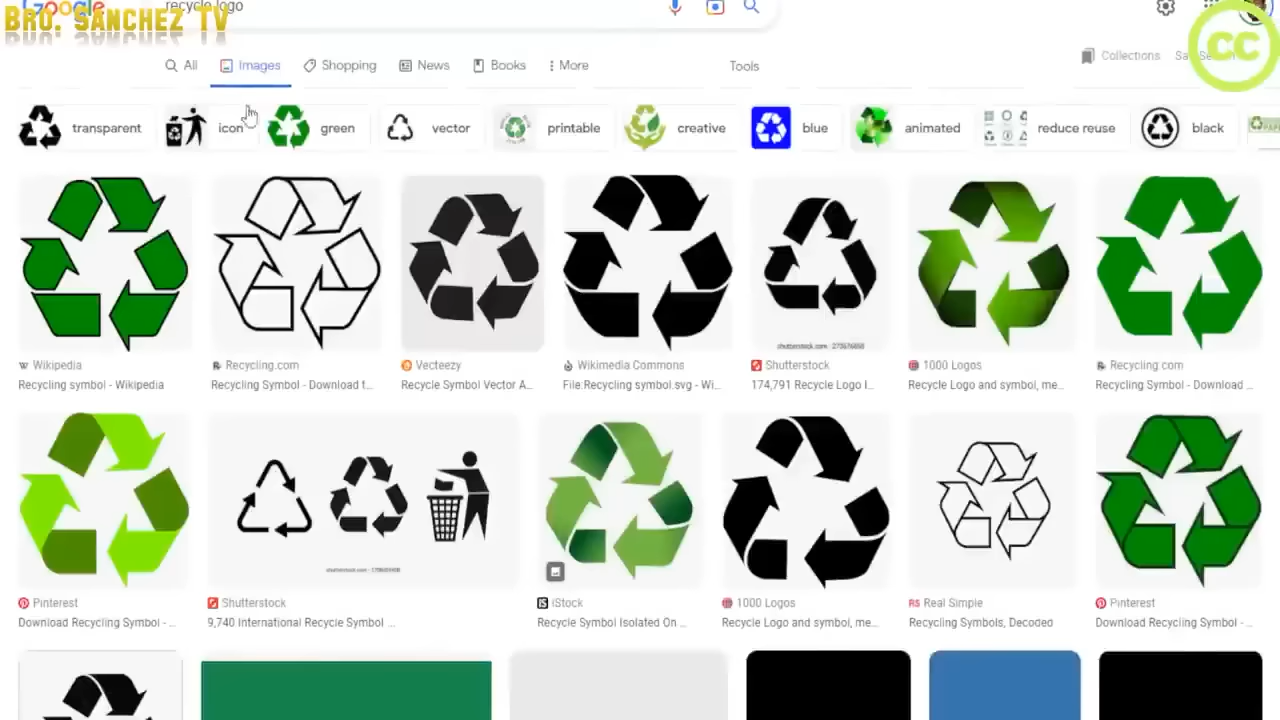 Google
recycle logo
BRO. SANCHEZ TV
CC
All
Images
Shopping
News
Books
More
Tools
Collections
transparent
icon
green
vector
printable
creative
blue
animated
reduce reuse
black
Wikipedia
Recycling symbol - Wikipedia
Recycling.com
Recycling Symbol - Download t...
Vecteezy
Recycle Symbol Vector A...
Wikimedia Commons
File:Recycling symbol.svg - Wi...
Shutterstock
174,791 Recycle Logo I...
1000 Logos
Recycle Logo and symbol, me...
Recycling.com
Recycling Symbol - Download ...
Pinterest
Download Recycling Symbol - ...
Shutterstock
9,740 International Recycle Symbol ...
iStock
Recycle Symbol Isolated On ...
1000 Logos
Recycle Logo and symbol, me...
RS Real Simple
Recycling Symbols, Decoded
Pinterest
Download Recycling Symbol - ...